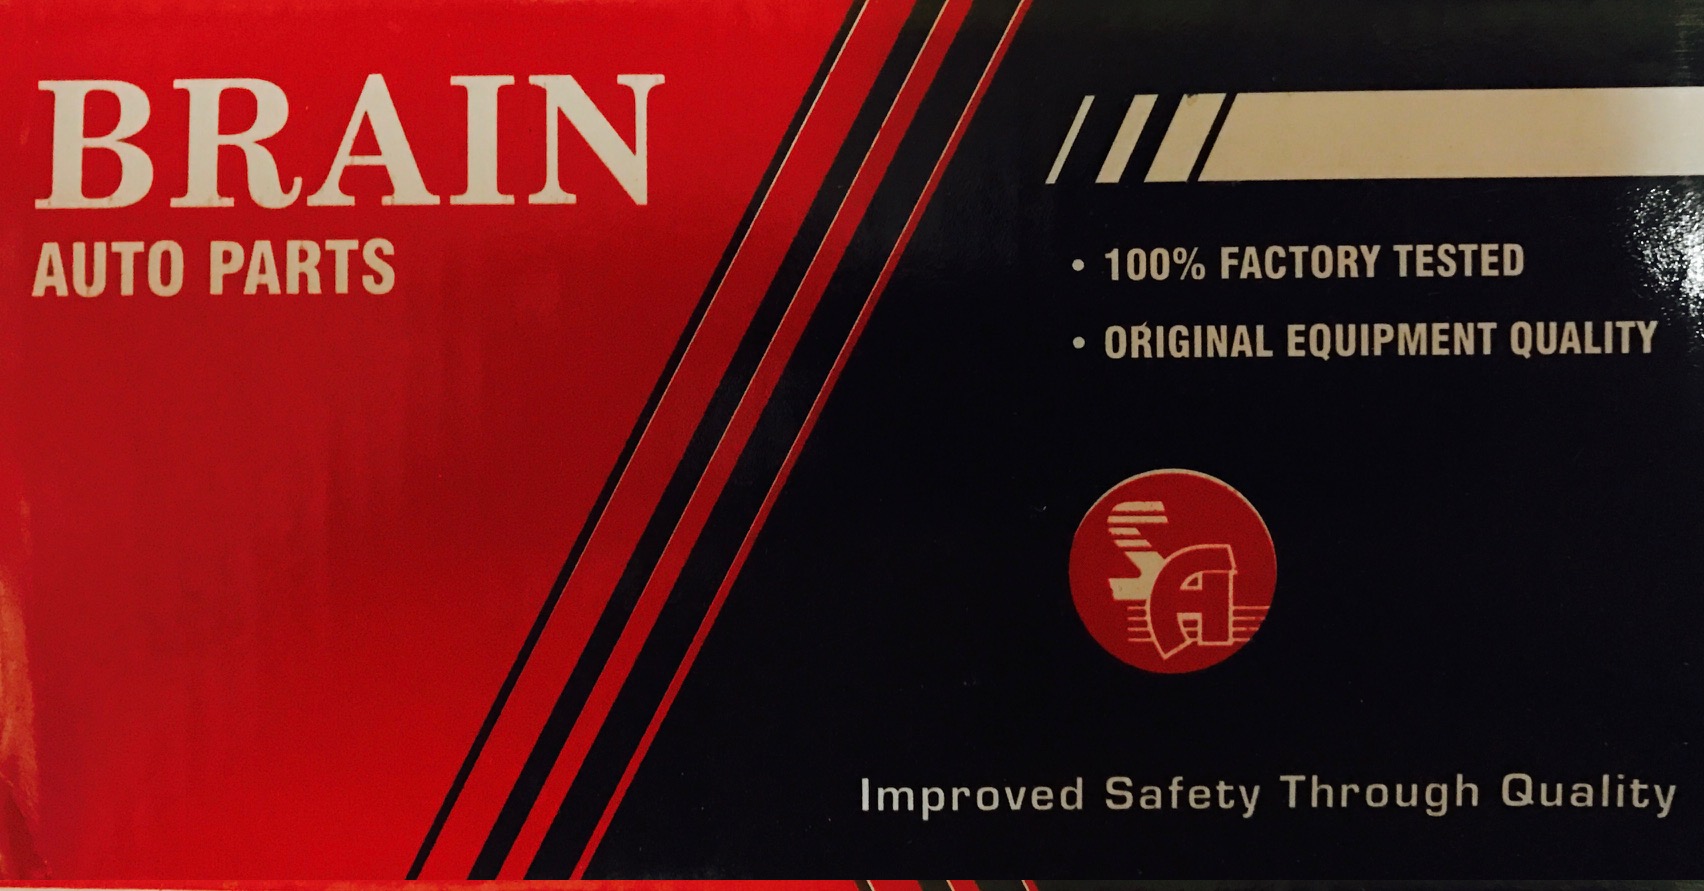 BRAIN
AUTO PARTS
• 100% FACTORY TESTED
• ORIGINAL EQUIPMENT QUALITY
SA
Improved Safety Through Quality